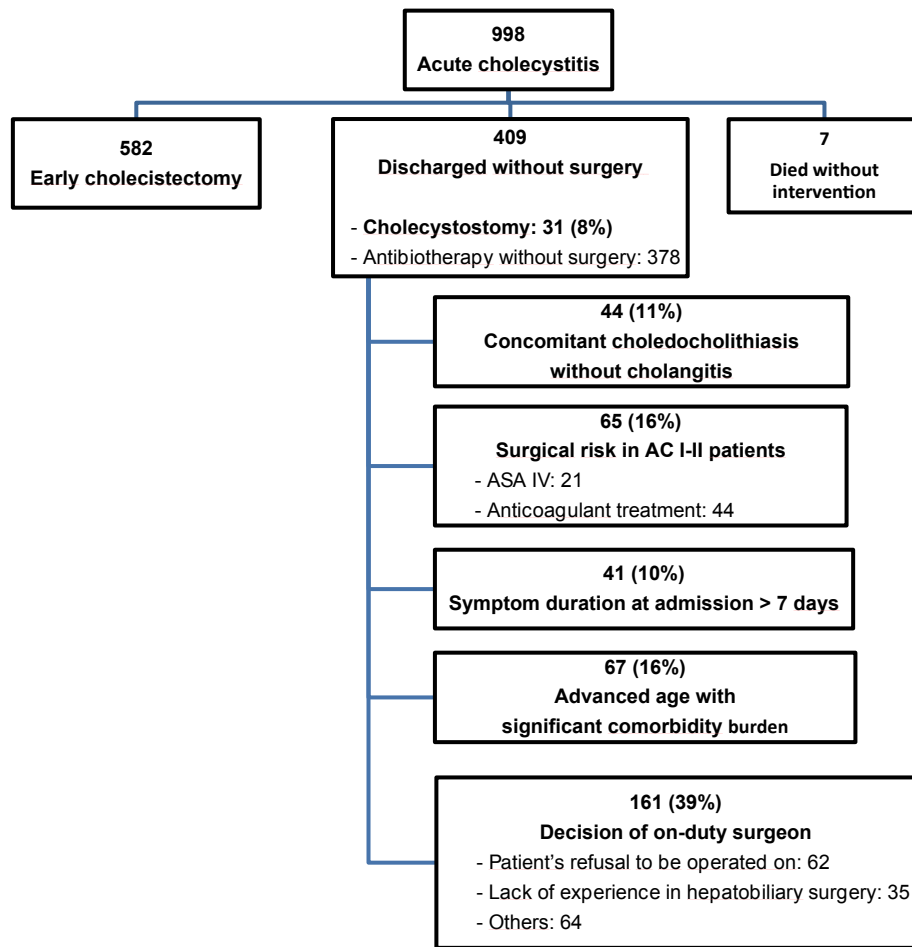 998
Acute cholecystitis
582
Early cholecistectomy
409
Discharged without surgery
- Cholecystostomy: 31 (8%)
- Antibiotherapy without surgery: 378
7
Died without
intervention
44 (11%)
Concomitant choledocholithiasis
without cholangitis
65 (16%)
Surgical risk in AC I-II patients
- ASA IV: 21
- Anticoagulant treatment: 44
41 (10%)
Symptom duration at admission > 7 days
67 (16%)
Advanced age with
significant comorbidity burden
161 (39%)
Decision of on-duty surgeon
- Patient’s refusal to be operated on: 62
- Lack of experience in hepatobiliary surgery: 35
- Others: 64